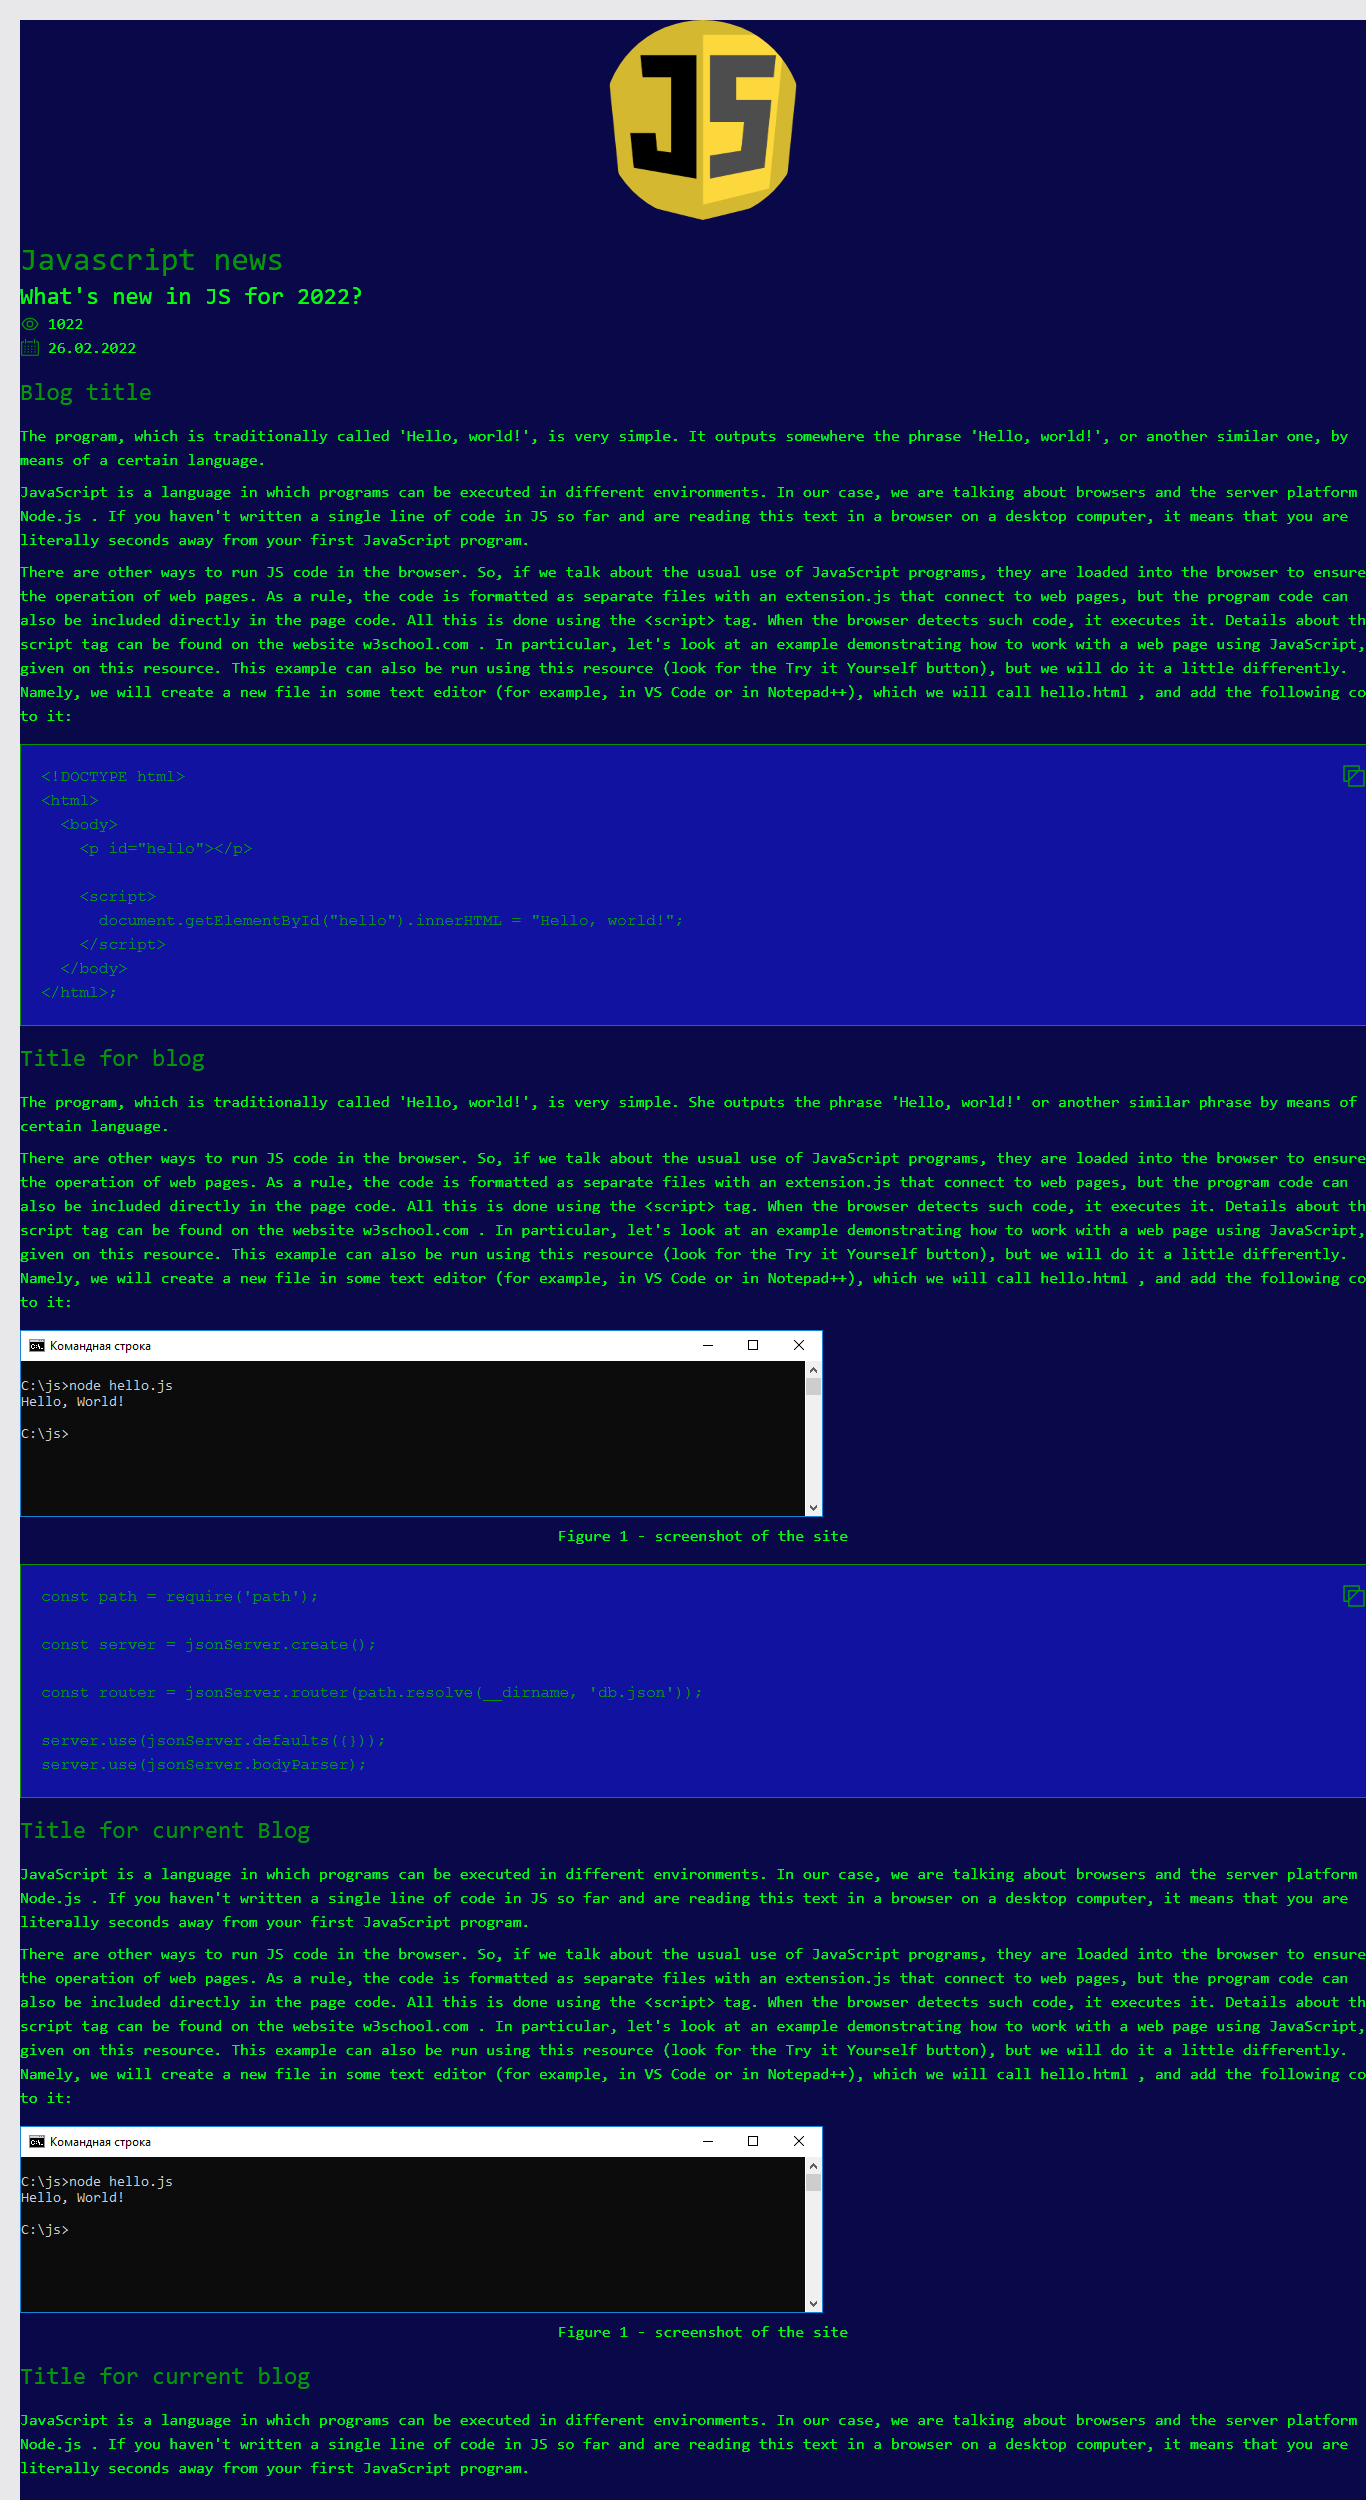 JS
Javascript news
What's new in JS for 2022?
1022
26.02.2022
Blog title
The program, which is traditionally called 'Hello, world!', is very simple. It outputs somewhere the phrase 'Hello, world!', or another similar one, by
means of a certain language.
JavaScript is a language in which programs can be executed in different environments. In our case, we are talking about browsers and the server platform
Node.js . If you haven't written a single line of code in JS so far and are reading this text in a browser on a desktop computer, it means that you are
literally seconds away from your first JavaScript program.
There are other ways to run JS code in the browser. So, if we talk about the usual use of JavaScript programs, they are loaded into the browser to ensure
the operation of web pages. As a rule, the code is formatted as separate files with an extension.js that connect to web pages, but the program code can
also be included directly in the page code. All this is done using the <script> tag. When the browser detects such code, it executes it. Details about th
script tag can be found on the website w3school.com . In particular, let's look at an example demonstrating how to work with a web page using JavaScript,
given on this resource. This example can also be run using this resource (look for the Try it Yourself button), but we will do it a little differently.
Namely, we will create a new file in some text editor (for example, in VS Code or in Notepad++), which we will call hello.html , and add the following co
to it:
<!DOCTYPE html>
<html>
<body>
<p id="hello"></p>
<script>
document.getElementById("hello").innerHTML = "Hello, world!";
</script>
</body>
</html>;
Title for blog
The program, which is traditionally called 'Hello, world!', is very simple. She outputs the phrase 'Hello, world!' or another similar phrase by means of
certain language.
There are other ways to run JS code in the browser. So, if we talk about the usual use of JavaScript programs, they are loaded into the browser to ensure
the operation of web pages. As a rule, the code is formatted as separate files with an extension.js that connect to web pages, but the program code can
also be included directly in the page code. All this is done using the <script> tag. When the browser detects such code, it executes it. Details about th
script tag can be found on the website w3school.com . In particular, let's look at an example demonstrating how to work with a web page using JavaScript,
given on this resource. This example can also be run using this resource (look for the Try it Yourself button), but we will do it a little differently.
Namely, we will create a new file in some text editor (for example, in VS Code or in Notepad++), which we will call hello.html , and add the following co
to it:
Командная строка
C:\js>node hello.js
Hello, World!
C:\js>
Figure 1 - screenshot of the site
const path = require('path');
const server = jsonServer.create();
const router = jsonServer.router(path.resolve(__dirname, 'db.json'));
server.use(jsonServer.defaults({}));
server.use(jsonServer.bodyParser);
Title for current Blog
JavaScript is a language in which programs can be executed in different environments. In our case, we are talking about browsers and the server platform
Node.js . If you haven't written a single line of code in JS so far and are reading this text in a browser on a desktop computer, it means that you are
literally seconds away from your first JavaScript program.
There are other ways to run JS code in the browser. So, if we talk about the usual use of JavaScript programs, they are loaded into the browser to ensure
the operation of web pages. As a rule, the code is formatted as separate files with an extension.js that connect to web pages, but the program code can
also be included directly in the page code. All this is done using the <script> tag. When the browser detects such code, it executes it. Details about th
script tag can be found on the website w3school.com . In particular, let's look at an example demonstrating how to work with a web page using JavaScript,
given on this resource. This example can also be run using this resource (look for the Try it Yourself button), but we will do it a little differently.
Namely, we will create a new file in some text editor (for example, in VS Code or in Notepad++), which we will call hello.html , and add the following co
to it:
Командная строка
C:\js>node hello.js
Hello, World!
C:\js>
Figure 1 - screenshot of the site
Title for current blog
JavaScript is a language in which programs can be executed in different environments. In our case, we are talking about browsers and the server platform
Node.js . If you haven't written a single line of code in JS so far and are reading this text in a browser on a desktop computer, it means that you are
literally seconds away from your first JavaScript program.